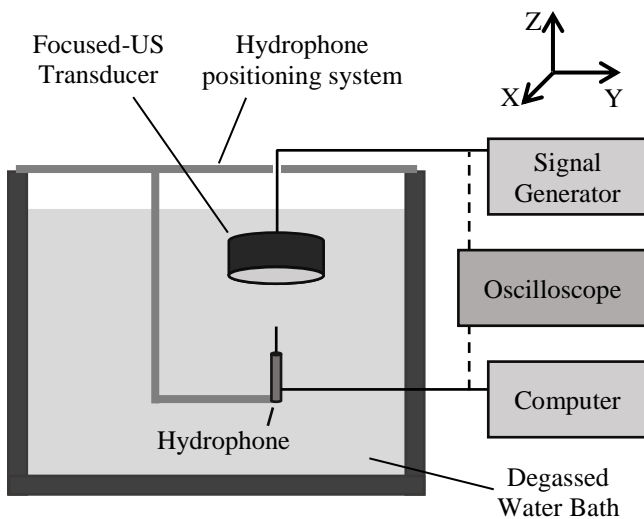 Focused-US
Transducer
Hydrophone
positioning system
Z
X
Y
Signal
Generator
Oscilloscope
Computer
Hydrophone
Degassed
Water Bath